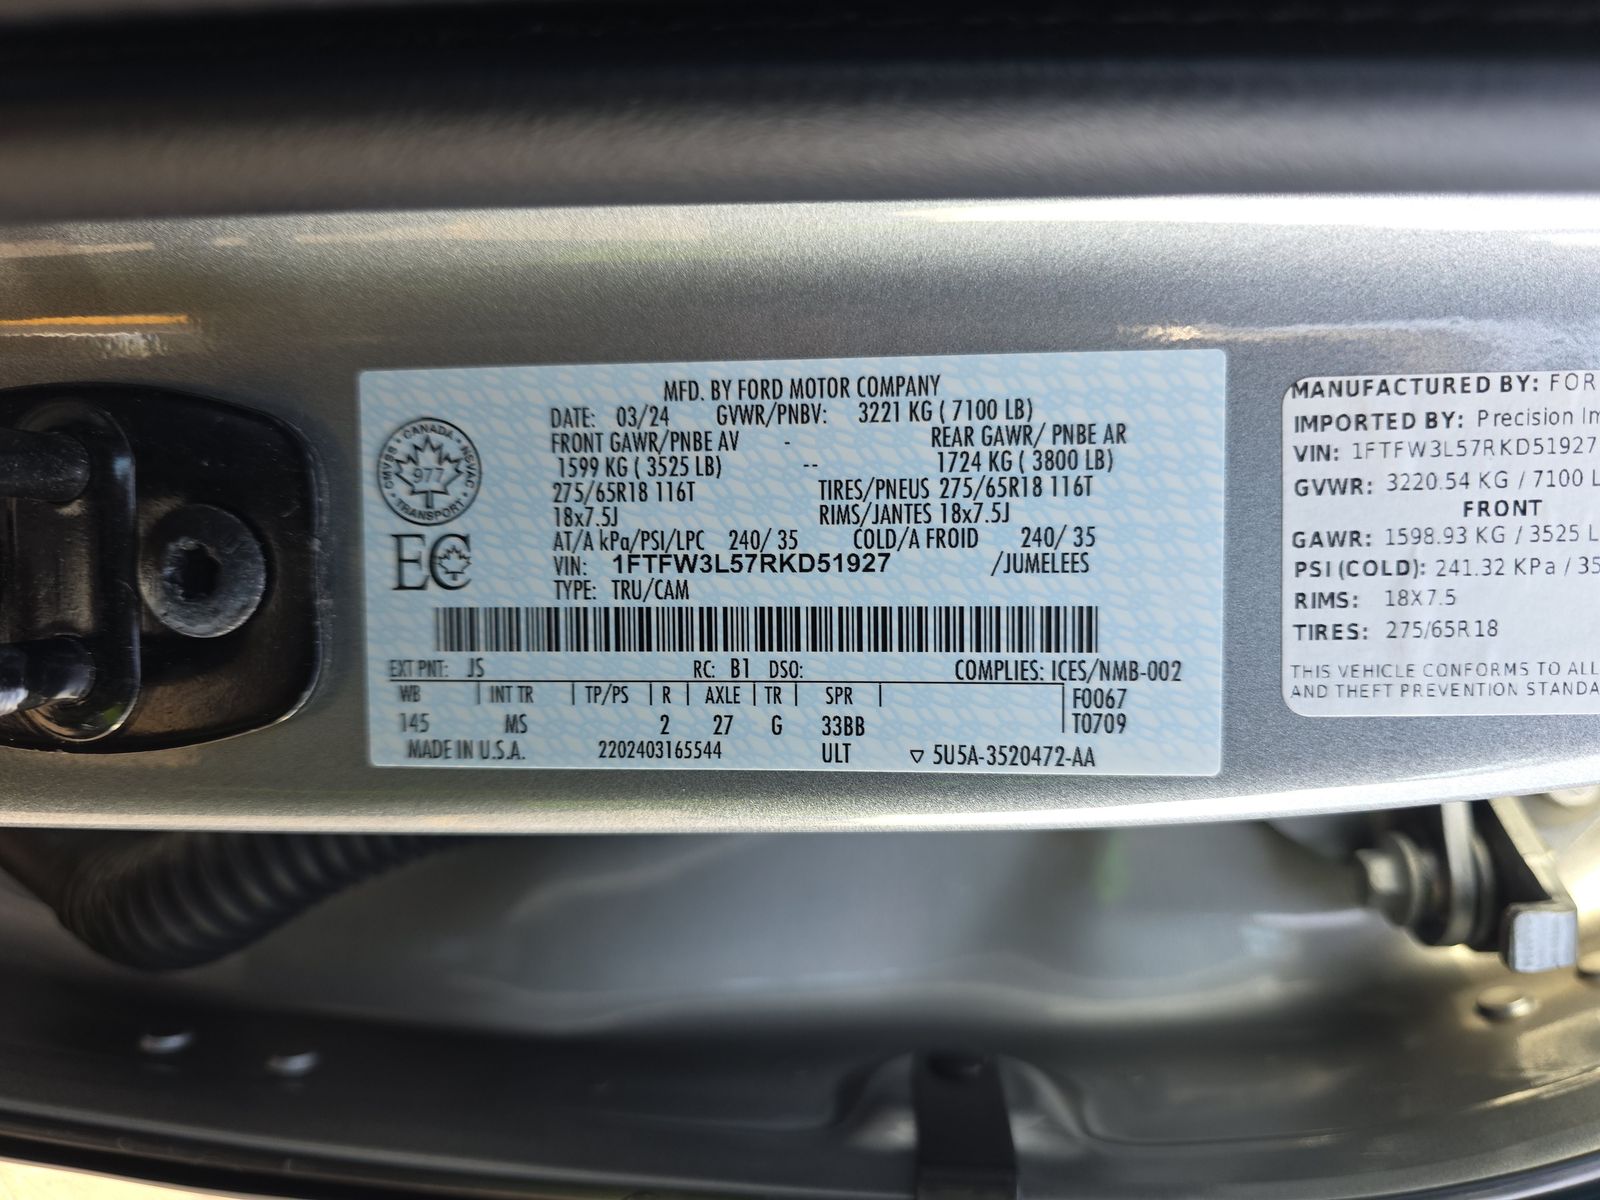 MFD. BY FORD MOTOR COMPANY
DATE: 03/24 GVWR/PNBV: 3221 KG ( 7100 LB)
FRONT GAWR/PNBE AV - REAR GAWR/ PNBE AR
1599 KG ( 3525 LB) -- 1724 KG ( 3800 LB)
275/65R18 116T TIRES/PNEUS 275/65R18 116T
18x7.5J RIMS/JANTES 18x7.5J
AT/A kPa/PSI/LPC 240/ 35 COLD/A FROID 240/ 35
VIN: 1FTFW3L57RKD51927 /JUMELEES
TYPE: TRU/CAM
CANADA
977
TRANSPORT
EC
EXT PNT: JS RC: B1 DSO: COMPLIES: ICES/NMB-002
WB | INT TR | TP/PS | R | AXLE | TR | SPR | F0067
145 MS 2 27 G 33BB T0709
MADE IN U.S.A. 2202403165544 ULT ▽ 5U5A-3520472-AA
MANUFACTURED BY: FOR
IMPORTED BY: Precision Im
VIN: 1FTFW3L57RKD51927
GVWR: 3220.54 KG / 7100 L
FRONT
GAWR: 1598.93 KG / 3525 L
PSI (COLD): 241.32 KPa / 35
RIMS: 18X7.5
TIRES: 275/65R18
THIS VEHICLE CONFORMS TO ALL
AND THEFT PREVENTION STANDA